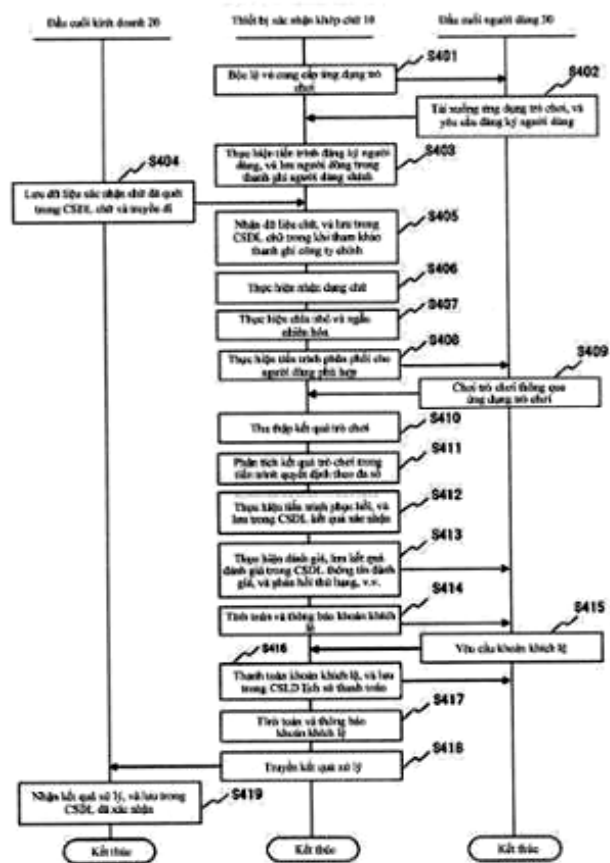 Đầu cuối kinh doanh 20
Thiết bị xác nhận khớp chữ 10
Đầu cuối người dùng 30
S401
Bộc lộ và cung cấp ứng dụng trò
chơi
S402
Tải xuống ứng dụng trò chơi, và
yêu cầu đăng ký người dùng
S403
Thực hiện tiến trình đăng ký người
dùng, và lưu người dùng trong
thanh ghi người dùng chính
S404
Lưu dữ liệu xác nhận chữ đã quét
trong CSDL chữ và truyền đi
S405
Nhận dữ liệu chữ, và lưu trong
CSDL chữ trong khi tham khảo
thanh ghi công ty chính
S406
Thực hiện nhận dạng chữ
S407
Thực hiện chia nhỏ và ngẫu
nhiên hóa
S408
Thực hiện tiến trình phân phối cho
người dùng phù hợp
S409
Chơi trò chơi thông qua
ứng dụng trò chơi
S410
Thu thập kết quả trò chơi
S411
Phân tích kết quả trò chơi trong
tiến trình quyết định theo đa số
S412
Thực hiện tiến trình phục hồi, và
lưu trong CSDL kết quả xác nhận
S413
Thực hiện đánh giá, lưu kết quả
đánh giá trong CSDL thông tin đánh
giá, và phản hồi thứ hạng, v.v.
S414
Tính toán và thông báo khoản khích
lệ
S415
Yêu cầu khoản khích lệ
S416
Thanh toán khoản khích lệ, và lưu
trong CSLD lịch sử thanh toán
S417
Tính toán và thông báo
khoản khích lệ
S418
Truyền kết quả xử lý
S419
Nhận kết quả xử lý, và lưu trong
CSDL đã xác nhận
Kết thúc
Kết thúc
Kết thúc